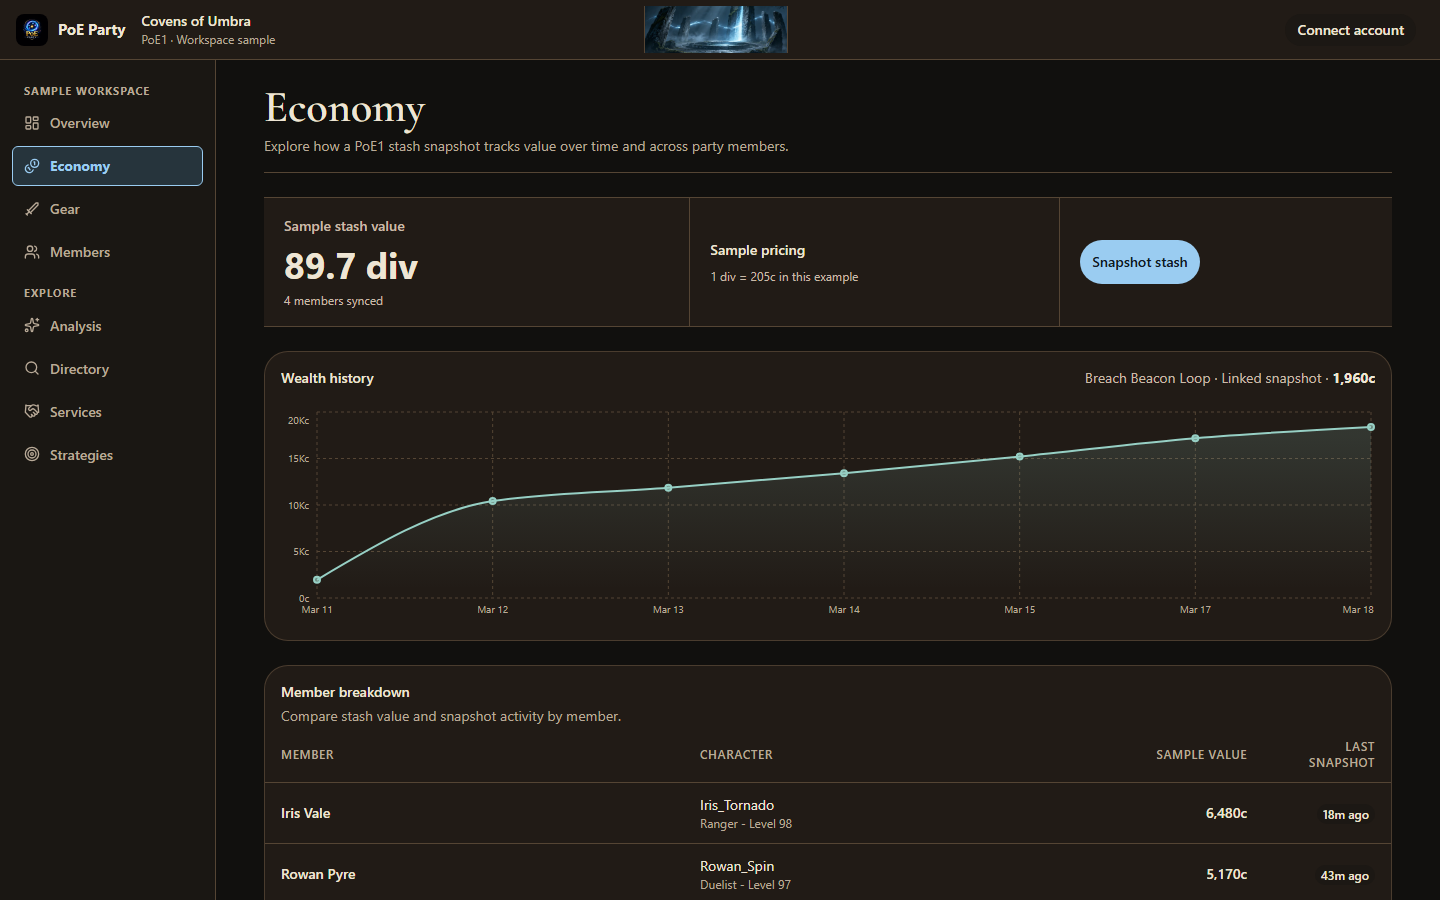 PoE Party
Covens of Umbra
PoE1 · Workspace sample
Connect account
SAMPLE WORKSPACE
Overview
Economy
Gear
Members
EXPLORE
Analysis
Directory
Services
Strategies
Economy
Explore how a PoE1 stash snapshot tracks value over time and across party members.
Sample stash value
89.7 div
4 members synced
Sample pricing
1 div = 205c in this example
Snapshot stash
Wealth history
Breach Beacon Loop · Linked snapshot · 1,960c
20Kc
15Kc
10Kc
5Kc
0c
Mar 11 Mar 12 Mar 13 Mar 14 Mar 15 Mar 17 Mar 18
Member breakdown
Compare stash value and snapshot activity by member.
MEMBER CHARACTER SAMPLE VALUE LAST SNAPSHOT
Iris Vale
Iris_Tornado
Ranger - Level 98
6,480c
18m ago
Rowan Pyre
Rowan_Spin
Duelist - Level 97
5,170c
43m ago